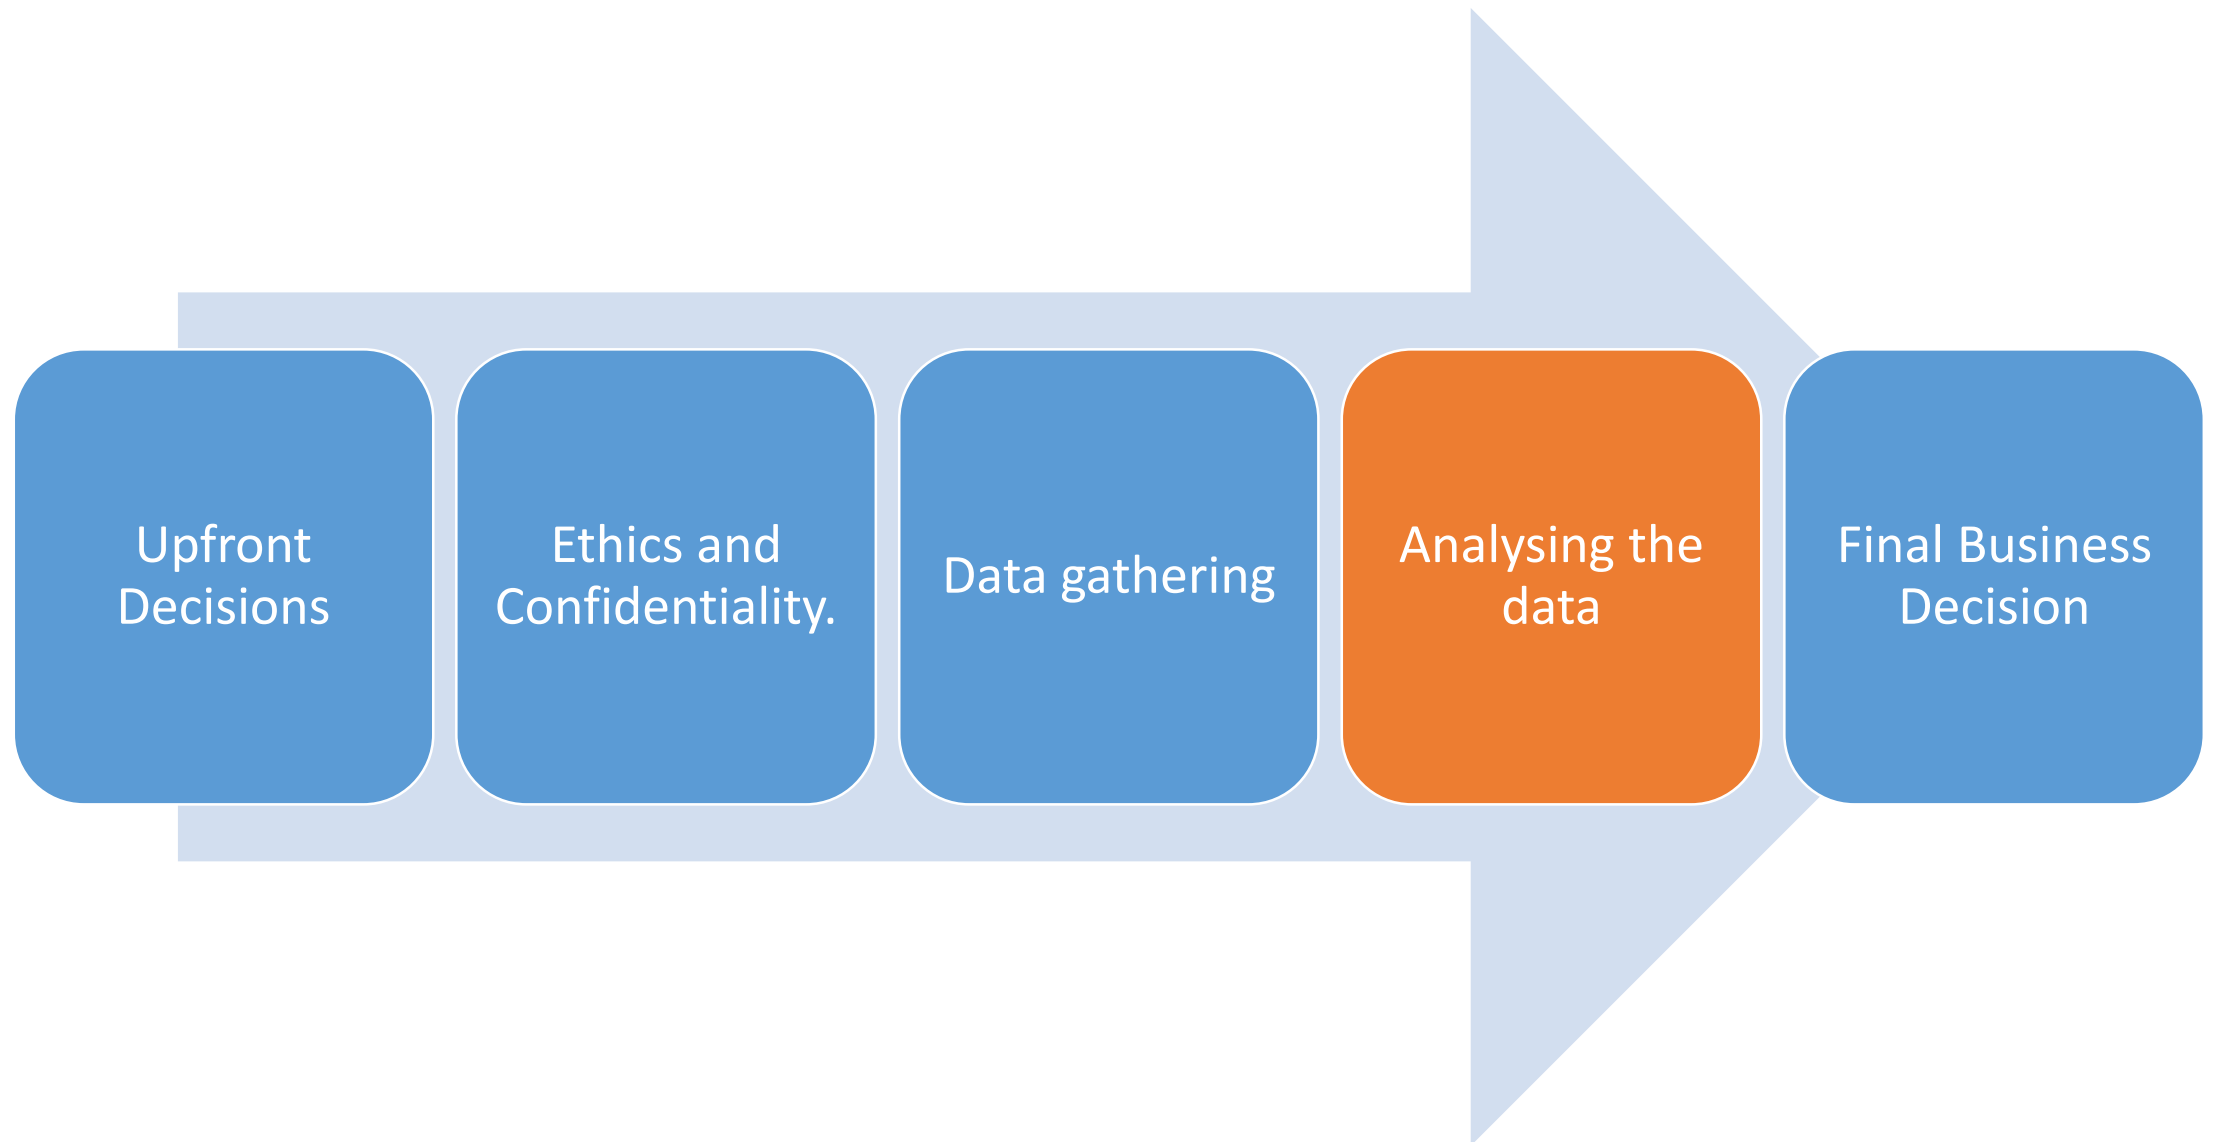 Upfront
Decisions
Ethics and
Confidentiality.
Data gathering
Analysing the
data
Final Business
Decision